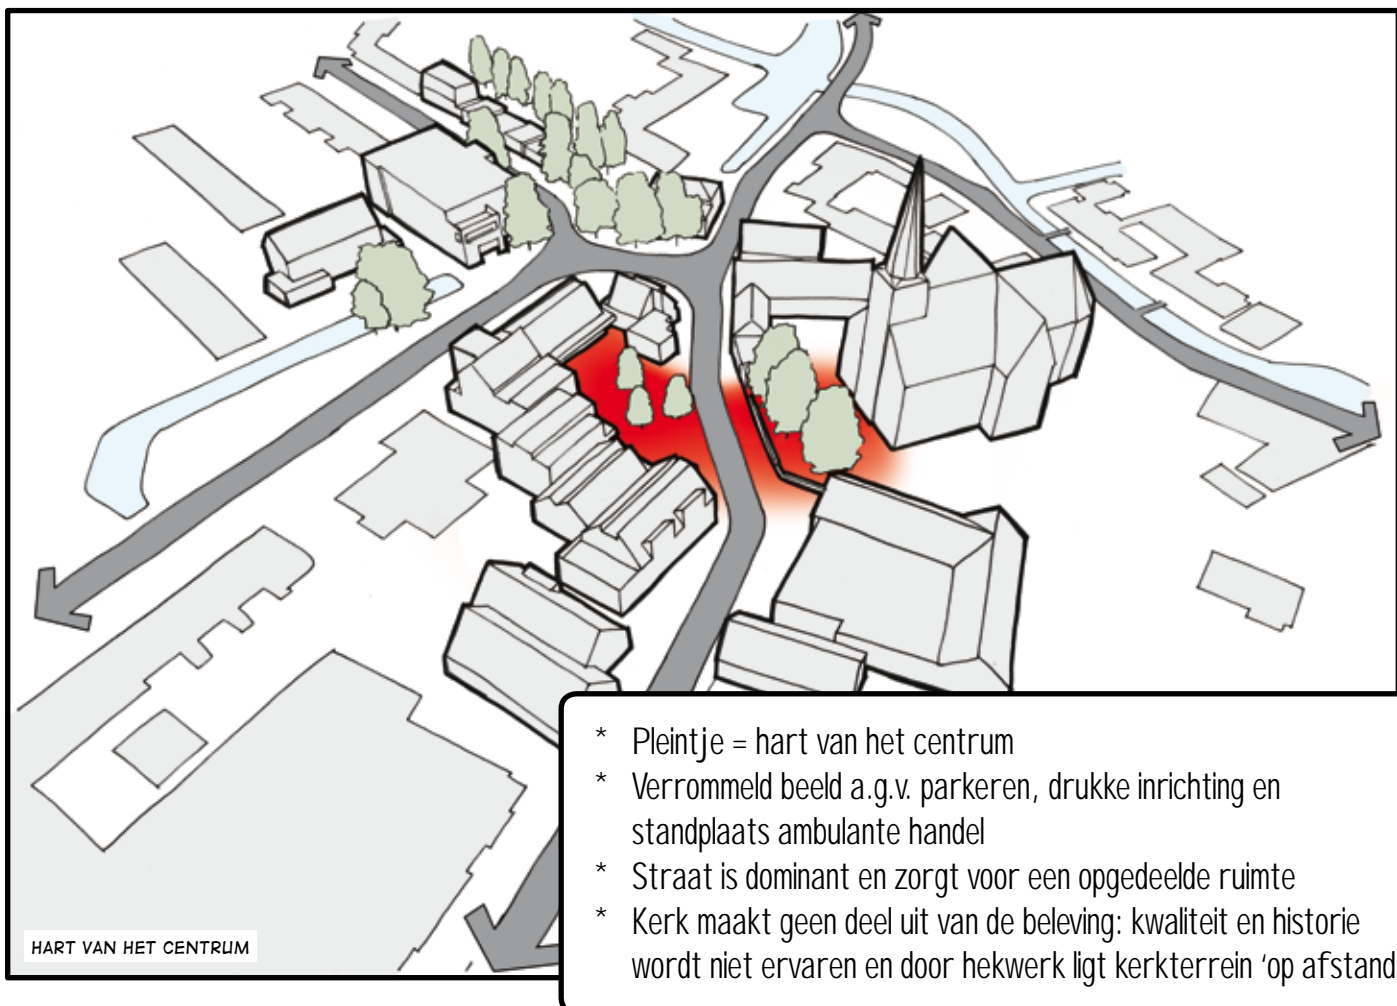 * Pleintje = hart van het centrum
* Verrommeld beeld a.g.v. parkeren, drukke inrichting en
standplaats ambulante handel
* Straat is dominant en zorgt voor een opgedeelde ruimte
* Kerk maakt geen deel uit van de beleving: kwaliteit en historie
wordt niet ervaren en door hekwerk ligt kerkterrein ‘op afstand
HART VAN HET CENTRUM